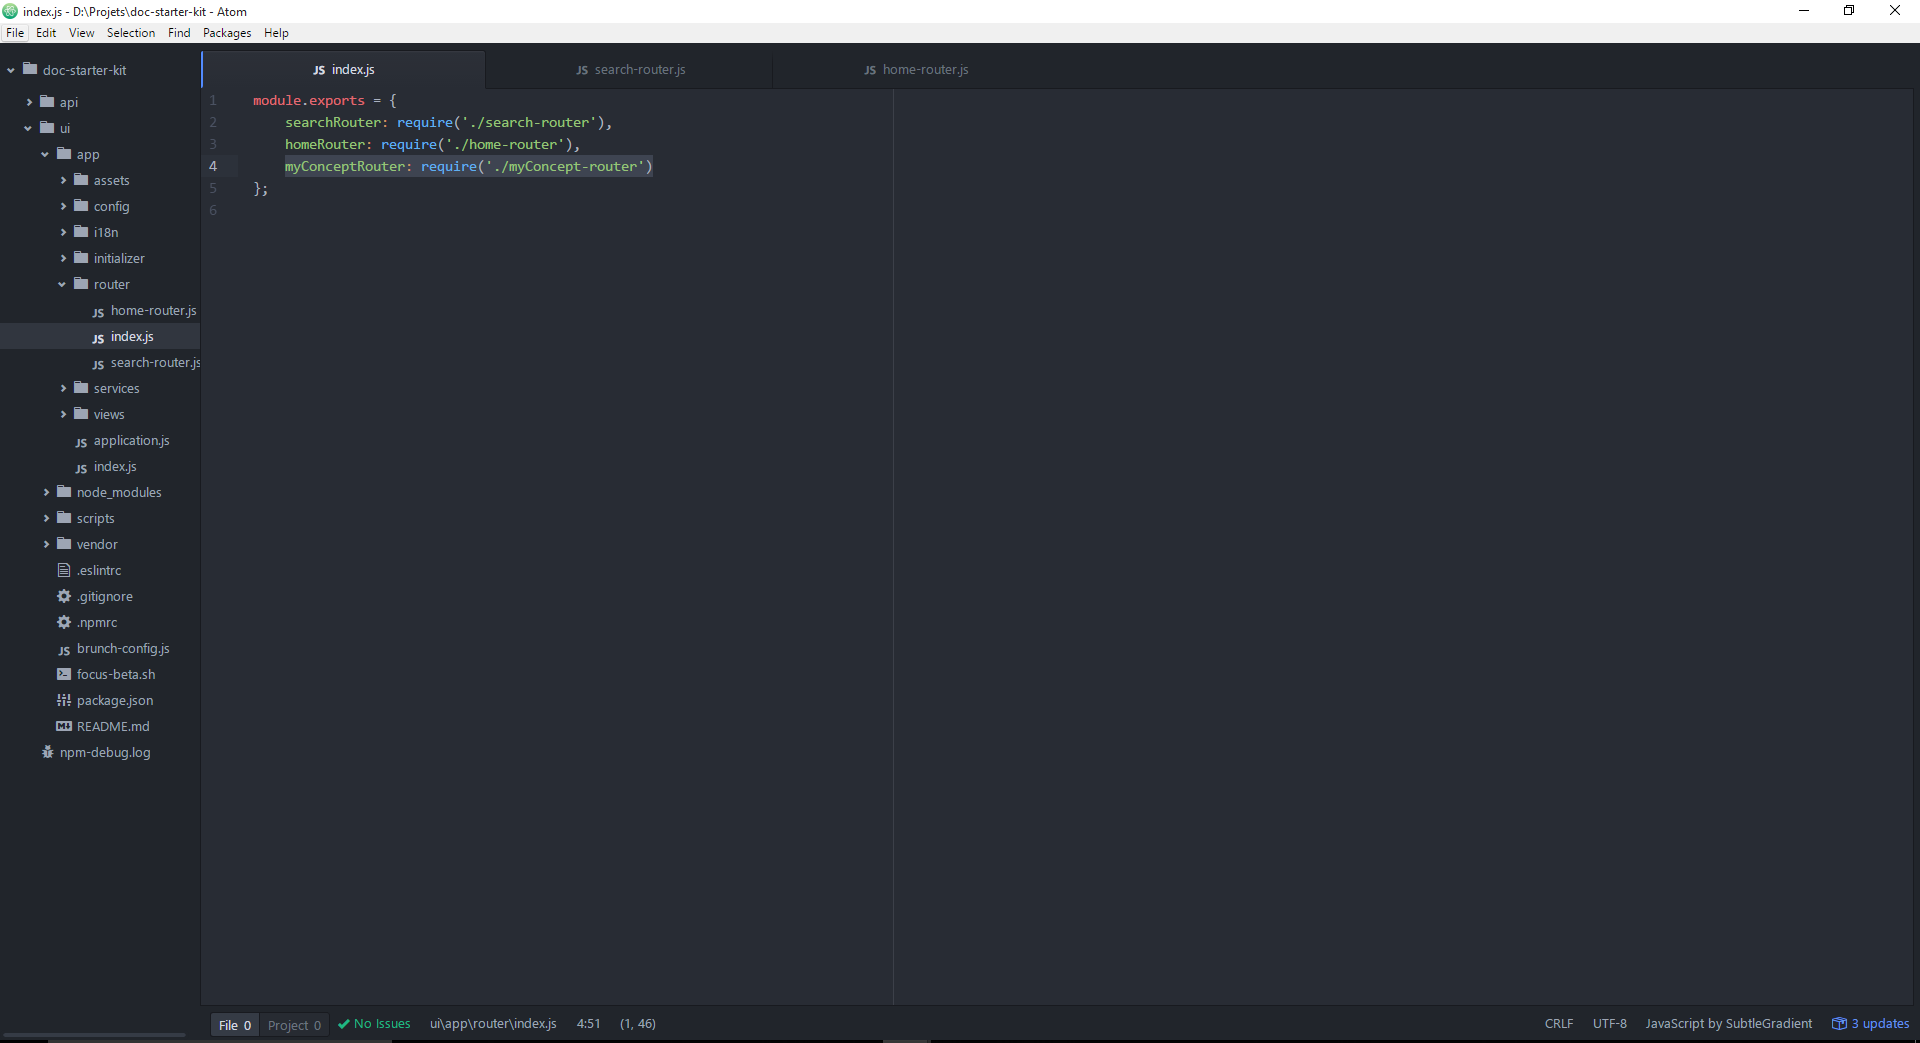 index.js - D:\Projets\doc-starter-kit - Atom
File Edit View Selection Find Packages Help
doc-starter-kit
api
ui
app
assets
config
i18n
initializer
router
home-router.js
index.js
search-router.js
services
views
application.js
index.js
node_modules
scripts
vendor
.eslintrc
.gitignore
.npmrc
brunch-config.js
focus-beta.sh
package.json
README.md
npm-debug.log
JS index.js JS search-router.js JS home-router.js
1 module.exports = {
2 searchRouter: require('./search-router'),
3 homeRouter: require('./home-router'),
4 myConceptRouter: require('./myConcept-router')
5 };
6
File 0 Project 0 No Issues ui\app\router\index.js 4:51 (1, 46) CRLF UTF-8 JavaScript by SubtleGradient 3 updates